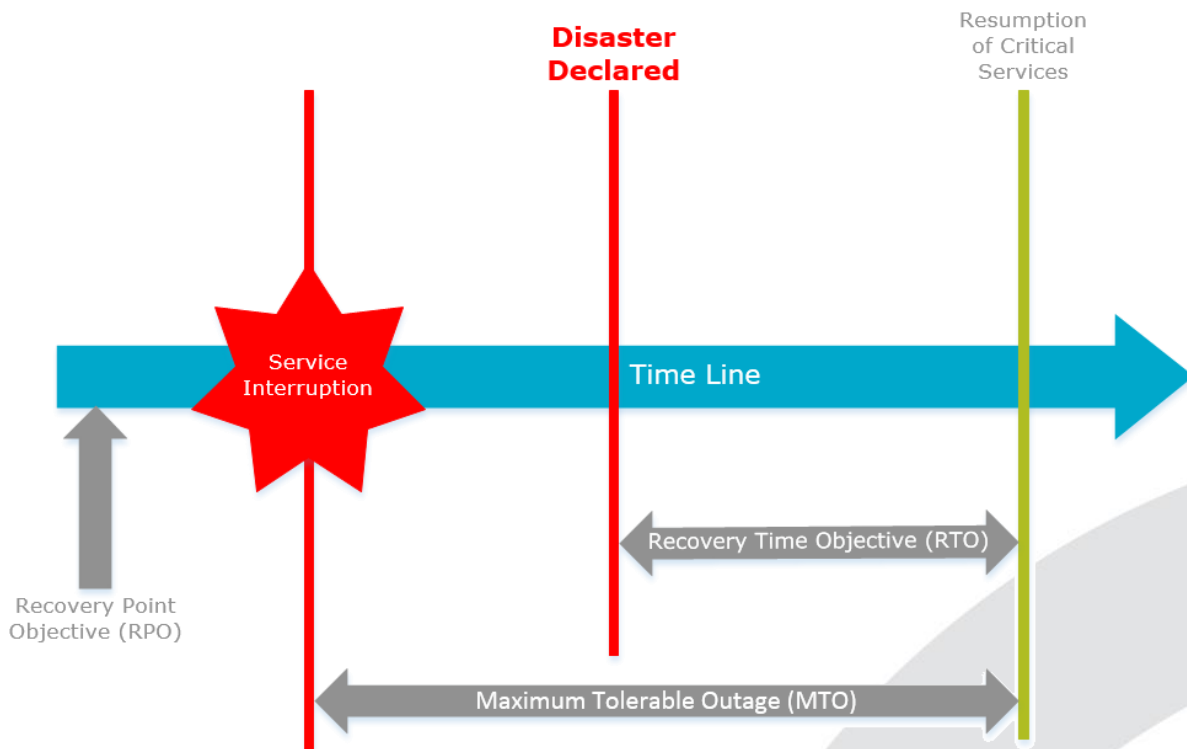 Disaster
Declared
Resumption
of Critical
Services
Service
Interruption
Time Line
Recovery Time Objective (RTO)
Recovery Point
Objective (RPO)
Maximum Tolerable Outage (MTO)